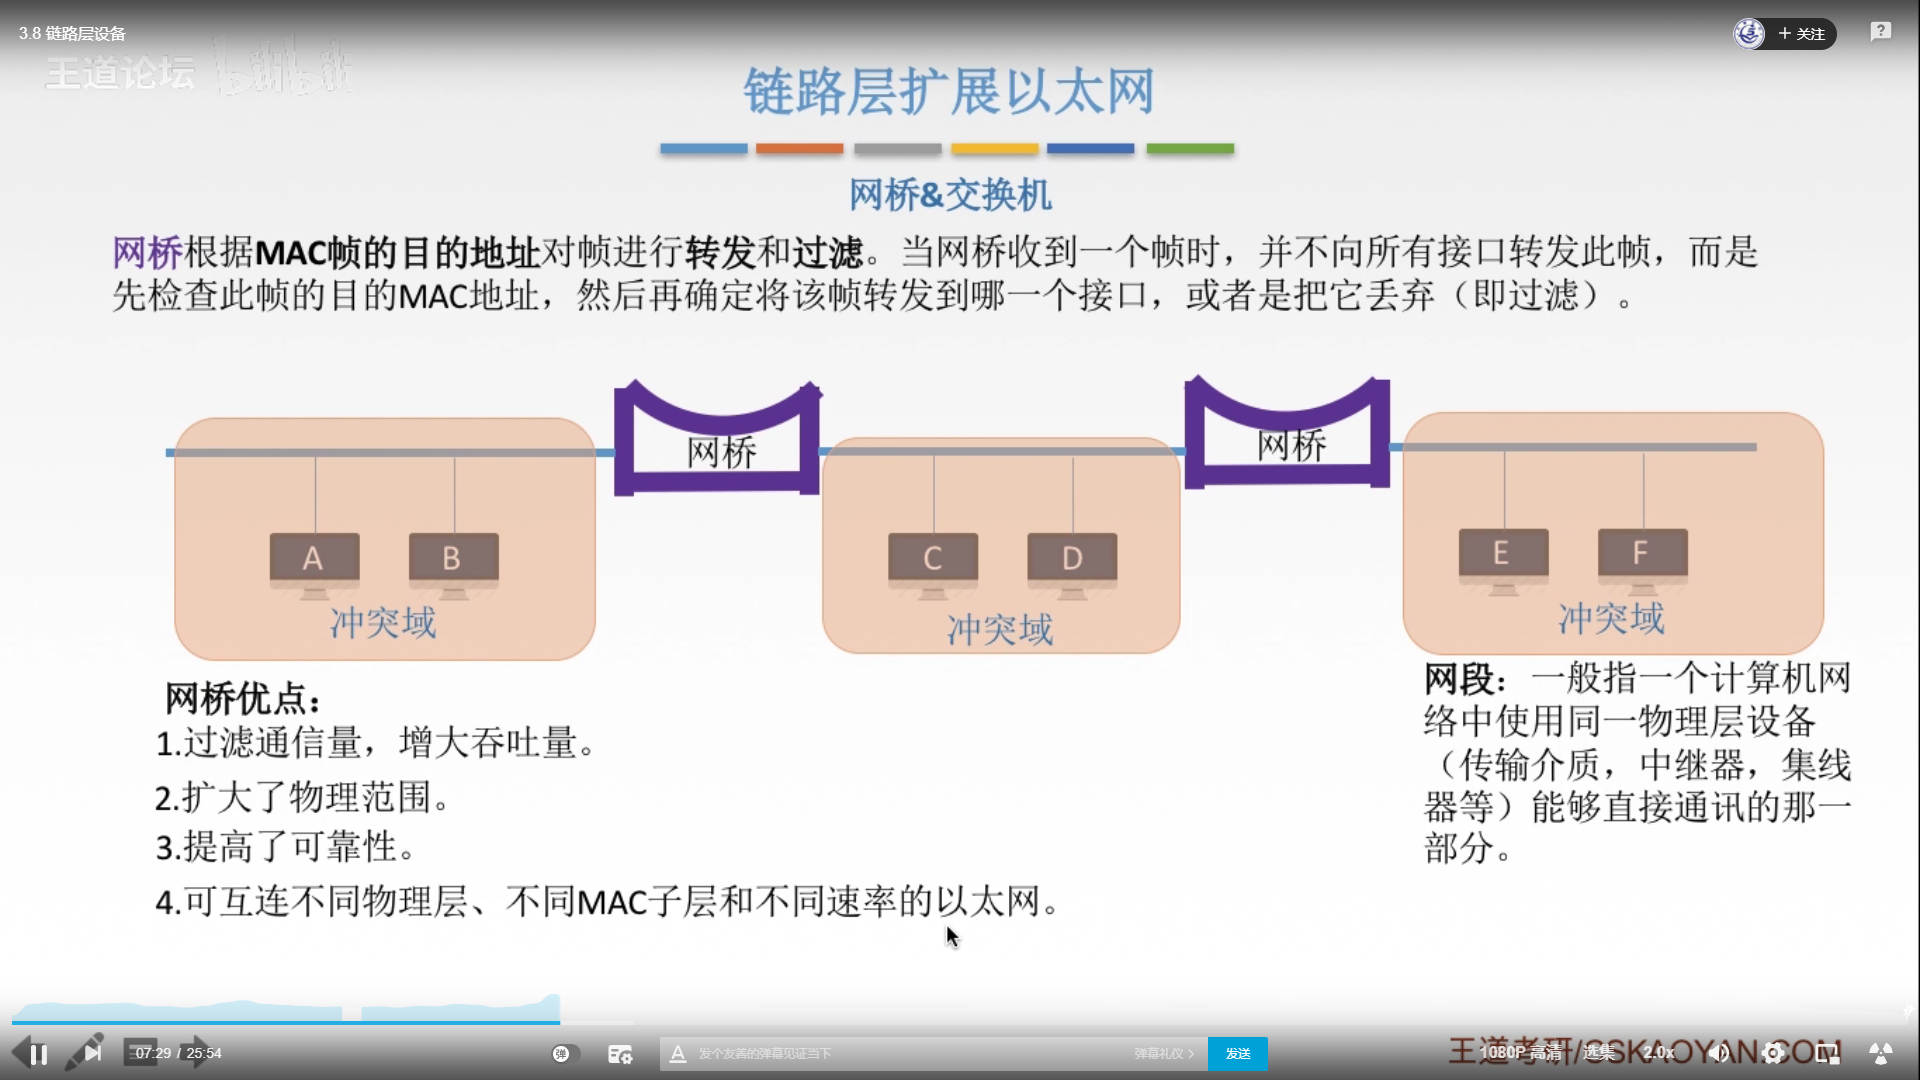 3.8 链路层设备
关注
王道论坛 bilibili
链路层扩展以太网
网桥&交换机
网桥根据MAC帧的目的地址对帧进行转发和过滤。当网桥收到一个帧时，并不向所有接口转发此帧，而是
先检查此帧的目的MAC地址，然后再确定将该帧转发到哪一个接口，或者是把它丢弃（即过滤）。
网桥
网桥
A
B
C
D
E
F
冲突域
冲突域
冲突域
网桥优点：
1.过滤通信量，增大吞吐量。
2.扩大了物理范围。
3.提高了可靠性。
4.可互连不同物理层、不同MAC子层和不同速率的以太网。
网段：一般指一个计算机网
络中使用同一物理层设备
（传输介质，中继器，集线
器等）能够直接通讯的那一
部分。
07:29 / 25:54
弹
发个友善的弹幕见证当下
弹幕礼仪
发送
王道考研/CSKAOYAN.COM
1080P 高清
选集
2.0x